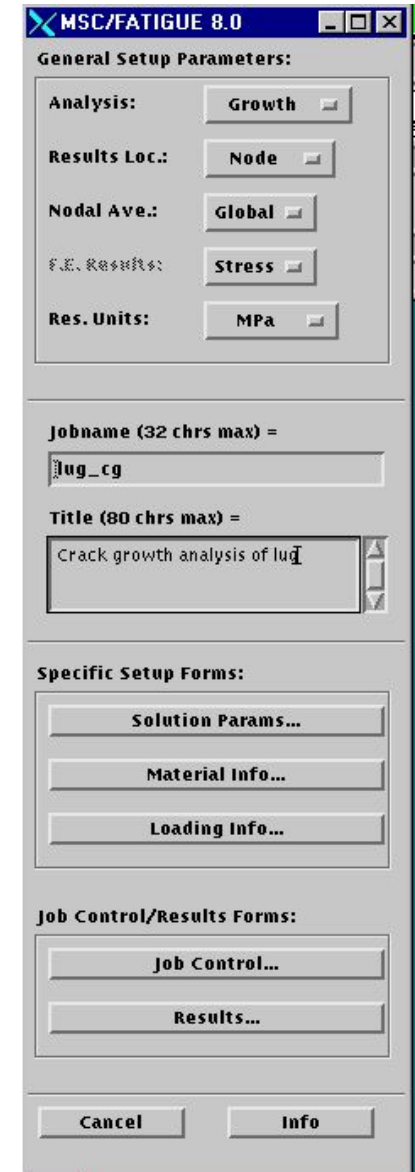 MSC/FATIGUE 8.0
General Setup Parameters:
Analysis: Growth
Results Loc.: Node
Nodal Ave.: Global
F.E. Results: Stress
Res. Units: MPa
Jobname (32 chrs max) =
lug_cg
Title (80 chrs max) =
Crack growth analysis of lug
Specific Setup Forms:
Solution Params...
Material Info...
Loading Info...
Job Control/Results Forms:
Job Control...
Results...
Cancel Info